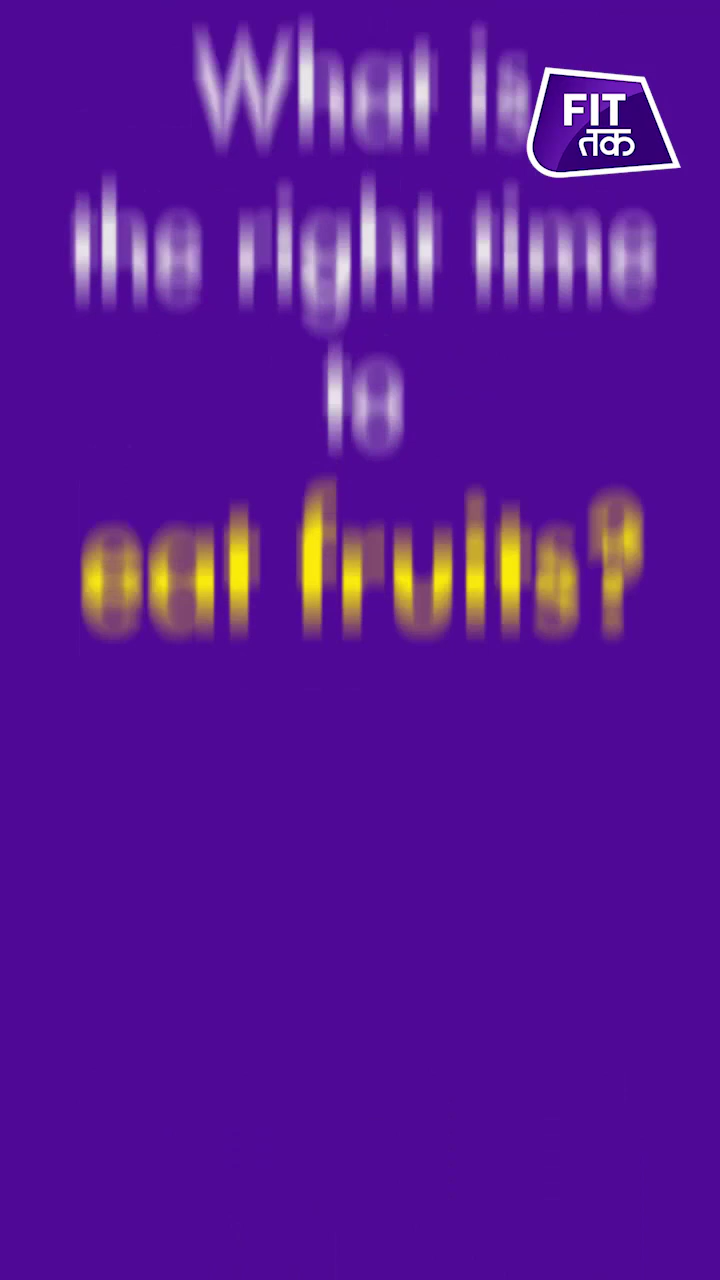 What is
the right time
to
eat fruits?
FIT
तक